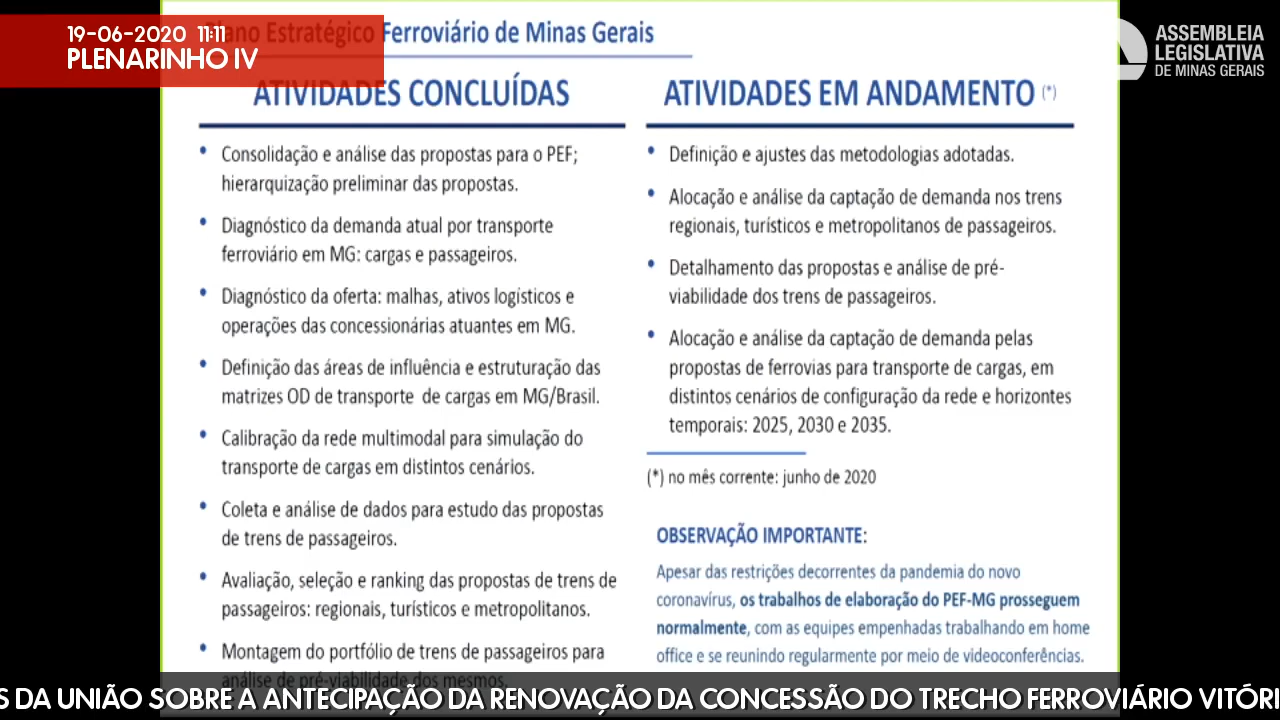 19-06-2020 11:11
PLENARINHO IV
Plano Estratégico Ferroviário de Minas Gerais
ASSEMBLEIA
LEGISLATIVA
DE MINAS GERAIS
ATIVIDADES CONCLUÍDAS
• Consolidação e análise das propostas para o PEF;
hierarquização preliminar das propostas.
• Diagnóstico da demanda atual por transporte
ferroviário em MG: cargas e passageiros.
• Diagnóstico da oferta: malhas, ativos logísticos e
operações das concessionárias atuantes em MG.
• Definição das áreas de influência e estruturação das
matrizes OD de transporte de cargas em MG/Brasil.
• Calibração da rede multimodal para simulação do
transporte de cargas em distintos cenários.
• Coleta e análise de dados para estudo das propostas
de trens de passageiros.
• Avaliação, seleção e ranking das propostas de trens de
passageiros: regionais, turísticos e metropolitanos.
• Montagem do portfólio de trens de passageiros para
análise de pré-viabilidade dos mesmos.
ATIVIDADES EM ANDAMENTO (*)
• Definição e ajustes das metodologias adotadas.
• Alocação e análise da captação de demanda nos trens
regionais, turísticos e metropolitanos de passageiros.
• Detalhamento das propostas e análise de pré-
viabilidade dos trens de passageiros.
• Alocação e análise da captação de demanda pelas
propostas de ferrovias para transporte de cargas, em
distintos cenários de configuração da rede e horizontes
temporais: 2025, 2030 e 2035.
(*) no mês corrente: junho de 2020
OBSERVAÇÃO IMPORTANTE:
Apesar das restrições decorrentes da pandemia do novo
coronavírus, os trabalhos de elaboração do PEF-MG prosseguem
normalmente, com as equipes empenhadas trabalhando em home
office e se reunindo regularmente por meio de videoconferências.
S DA UNIÃO SOBRE A ANTECIPAÇÃO DA RENOVAÇÃO DA CONCESSÃO DO TRECHO FERROVIÁRIO VITÓRI